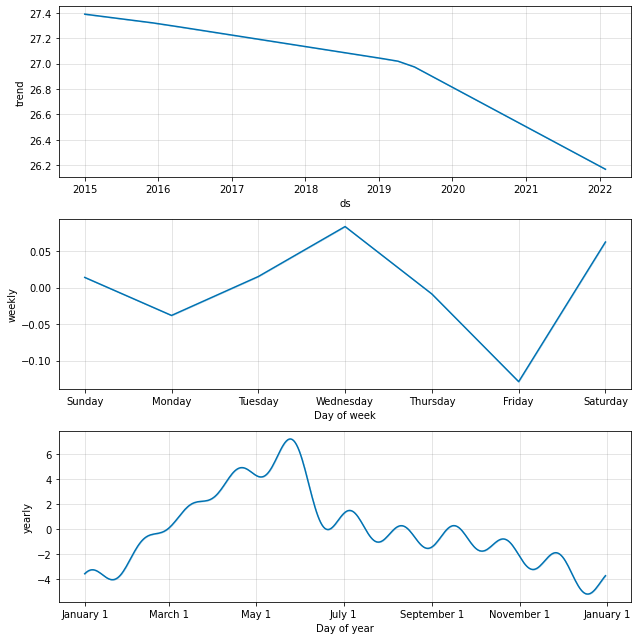 27.4
27.2
27.0
26.8
26.6
26.4
26.2
trend
2015 2016 2017 2018 2019 2020 2021 2022
ds
0.05
0.00
−0.05
−0.10
weekly
Sunday Monday Tuesday Wednesday Thursday Friday Saturday
Day of week
6
4
2
0
−2
−4
yearly
January 1 March 1 May 1 July 1 September 1 November 1 January 1
Day of year